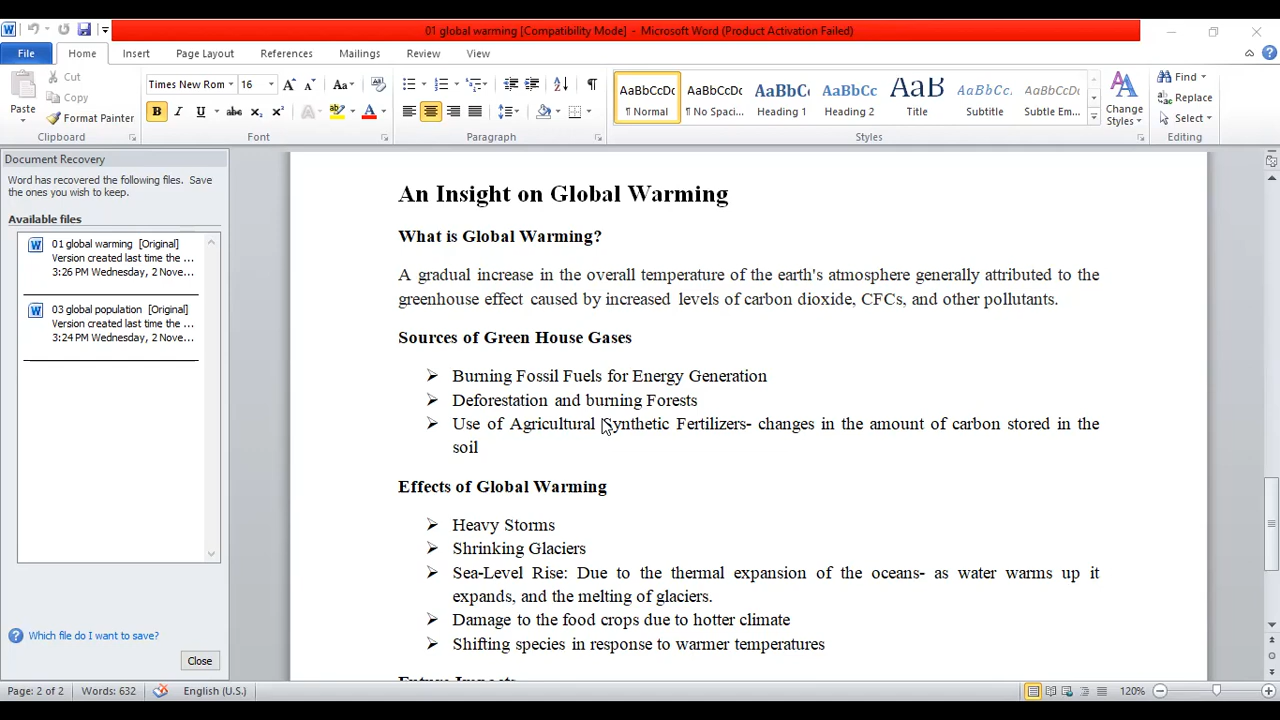 01 global warming [Compatibility Mode] - Microsoft Word (Product Activation Failed)
File Home Insert Page Layout References Mailings Review View
Paste
Cut
Copy
Format Painter
Clipboard
Times New Rom 16
Font
Paragraph
AaBbCcDc AaBbCcDc AaBbCc AaBbCc AaB AaBbCcL AaBbCcDc
¶ Normal ¶ No Spaci... Heading 1 Heading 2 Title Subtitle Subtle Em...
Change
Styles
Styles
Find
Replace
Select
Editing
Document Recovery
Word has recovered the following files. Save
the ones you wish to keep.
Available files
01 global warming [Original]
Version created last time the ...
3:26 PM Wednesday, 2 Nove...
03 global population [Original]
Version created last time the ...
3:24 PM Wednesday, 2 Nove...
Which file do I want to save?
Close
An Insight on Global Warming
What is Global Warming?
A gradual increase in the overall temperature of the earth's atmosphere generally attributed to the
greenhouse effect caused by increased levels of carbon dioxide, CFCs, and other pollutants.
Sources of Green House Gases
➢ Burning Fossil Fuels for Energy Generation
➢ Deforestation and burning Forests
➢ Use of Agricultural Synthetic Fertilizers- changes in the amount of carbon stored in the
soil
Effects of Global Warming
➢ Heavy Storms
➢ Shrinking Glaciers
➢ Sea-Level Rise: Due to the thermal expansion of the oceans- as water warms up it
expands, and the melting of glaciers.
➢ Damage to the food crops due to hotter climate
➢ Shifting species in response to warmer temperatures
Future Impacts
Page: 2 of 2 Words: 632 English (U.S.) 120%